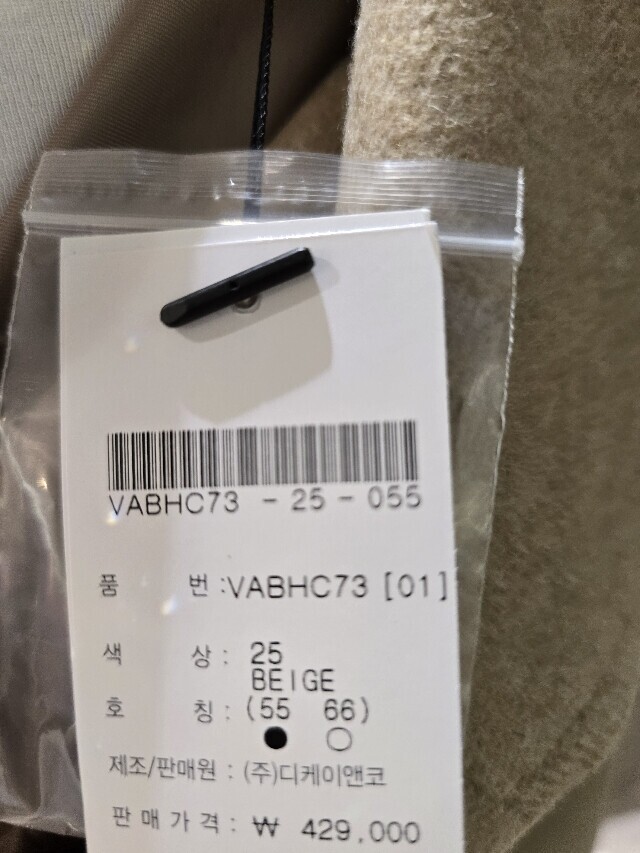 VABHC73 - 25 - 055
품 번 :VABHC73 [01]
색 상 : 25
BEIGE
호 칭 : (55 66)
제조/판매원 : (주)디케이앤코
판 매 가 격 : ₩ 429,000